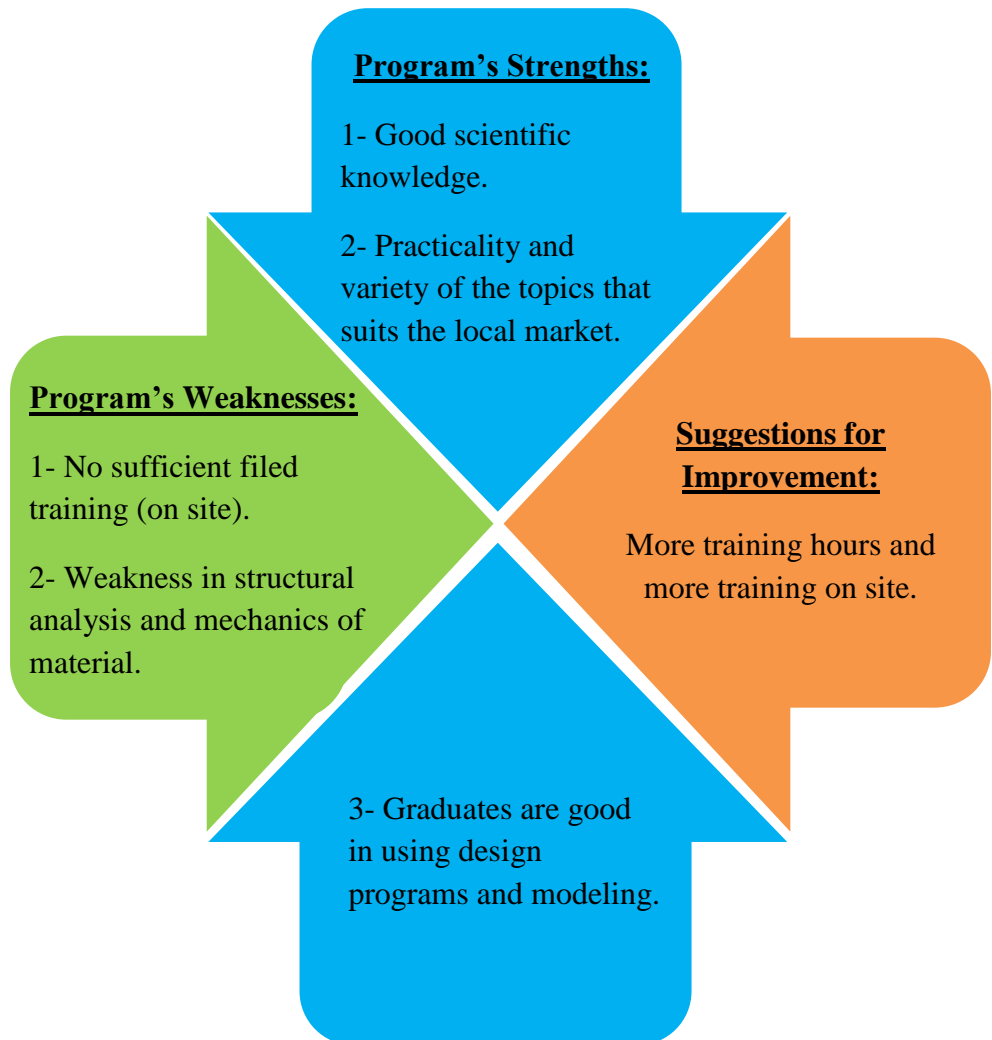 Program’s Strengths:
1- Good scientific
knowledge.
2- Practicality and
variety of the topics that
suits the local market.
Program’s Weaknesses:
1- No sufficient filed
training (on site).
2- Weakness in structural
analysis and mechanics of
material.
Suggestions for
Improvement:
More training hours and
more training on site.
3- Graduates are good
in using design
programs and modeling.